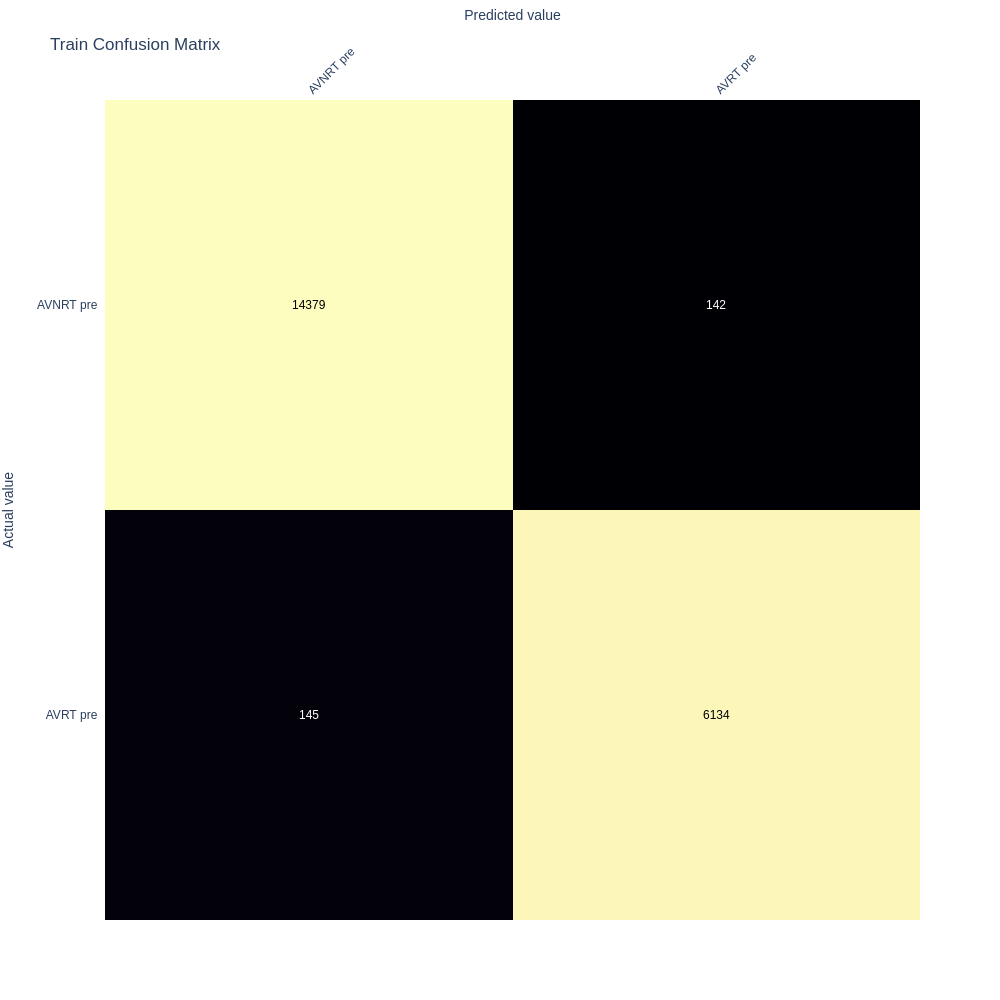 Predicted value
Train Confusion Matrix
AVNRT pre
AVRT pre
AVNRT pre
14379
142
Actual value
AVRT pre
145
6134